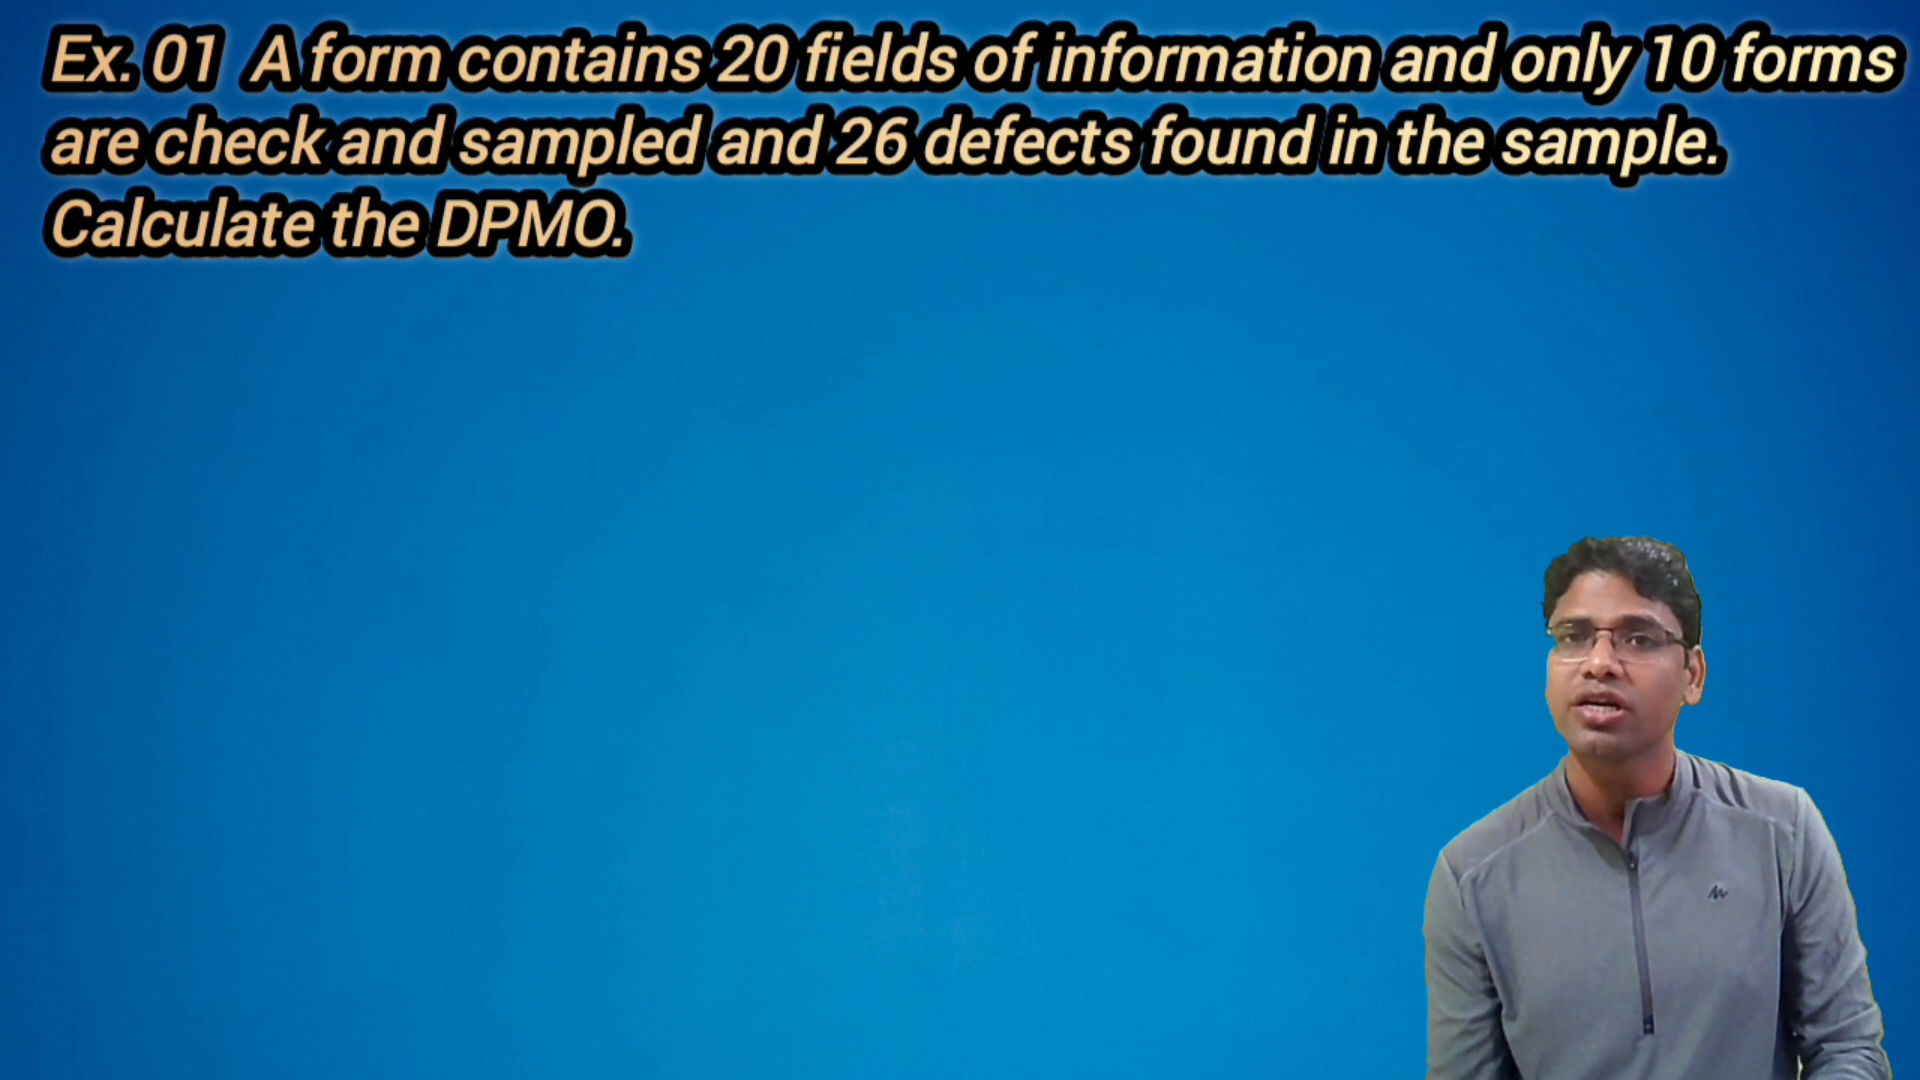 Ex. 01 A form contains 20 fields of information and only 10 forms
are check and sampled and 26 defects found in the sample.
Calculate the DPMO.